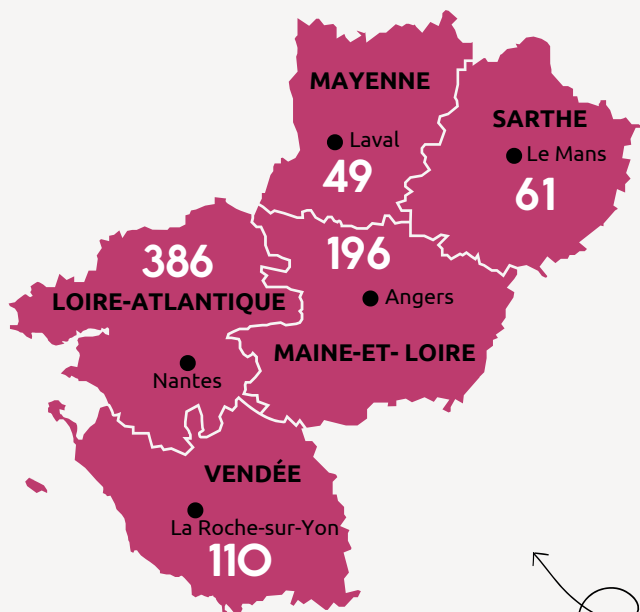 MAYENNE
Laval
49
SARTHE
Le Mans
61
386
LOIRE-ATLANTIQUE
Nantes
196
Angers
MAINE-ET- LOIRE
VENDÉE
La Roche-sur-Yon
110